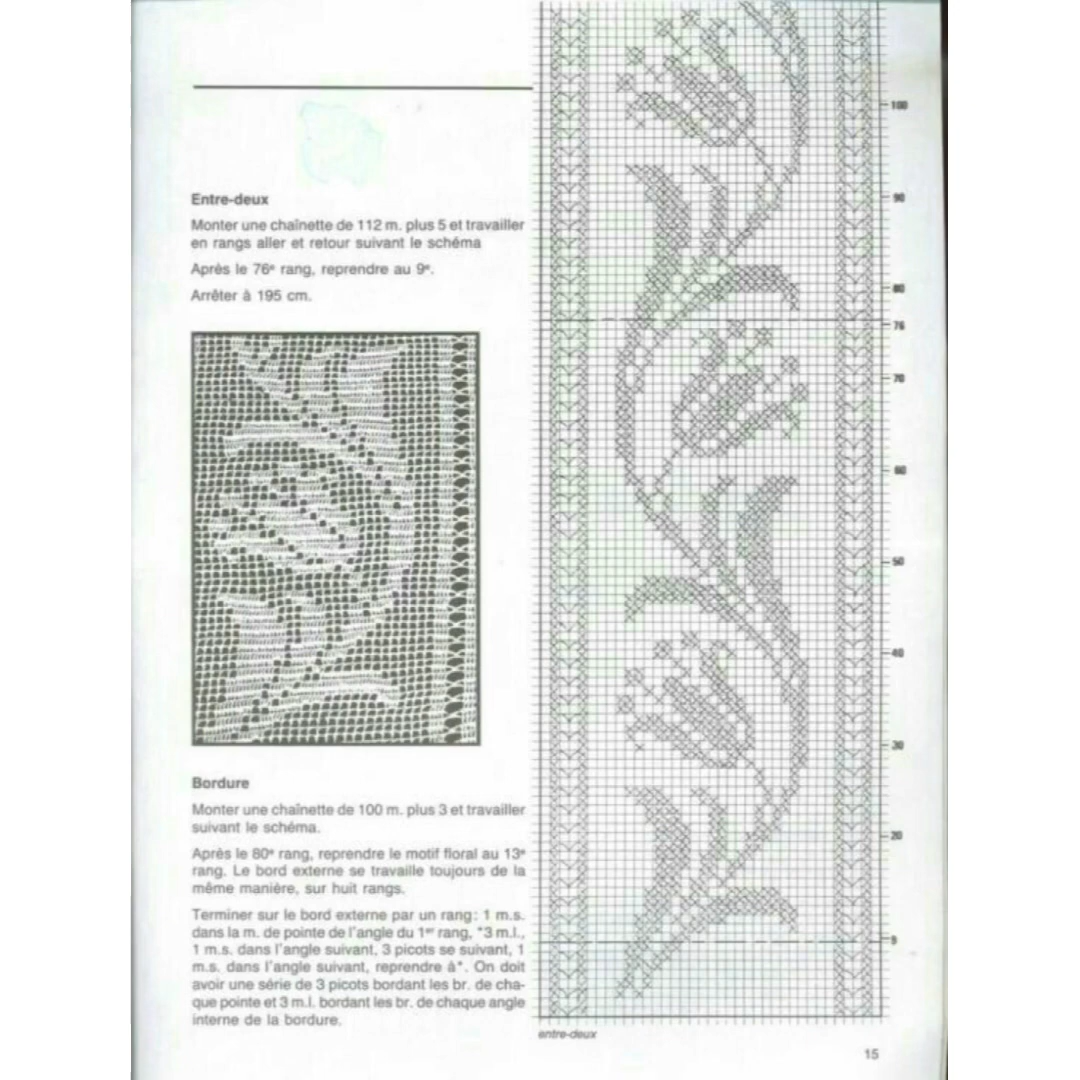 Entre-deux
Monter une chaînette de 112 m. plus 5 et travailler
en rangs aller et retour suivant le schéma
Après le 76e rang, reprendre au 9e.
Arrêter à 195 cm.
Bordure
Monter une chaînette de 100 m. plus 3 et travailler
suivant le schéma.
Après le 80e rang, reprendre le motif floral au 13e
rang. Le bord externe se travaille toujours de la
même manière, sur huit rangs.
Terminer sur le bord externe par un rang: 1 m.s.
dans la m. de pointe de l'angle du 1er rang, *3 m.l.,
1 m.s. dans l'angle suivant, 3 picots se suivant, 1
m.s. dans l'angle suivant, reprendre à*. On doit
avoir une série de 3 picots bordant les br. de cha-
que pointe et 3 m.l. bordant les br. de chaque angle
interne de la bordure.
100
90
80
76
70
60
50
40
30
20
9
entre-deux
15